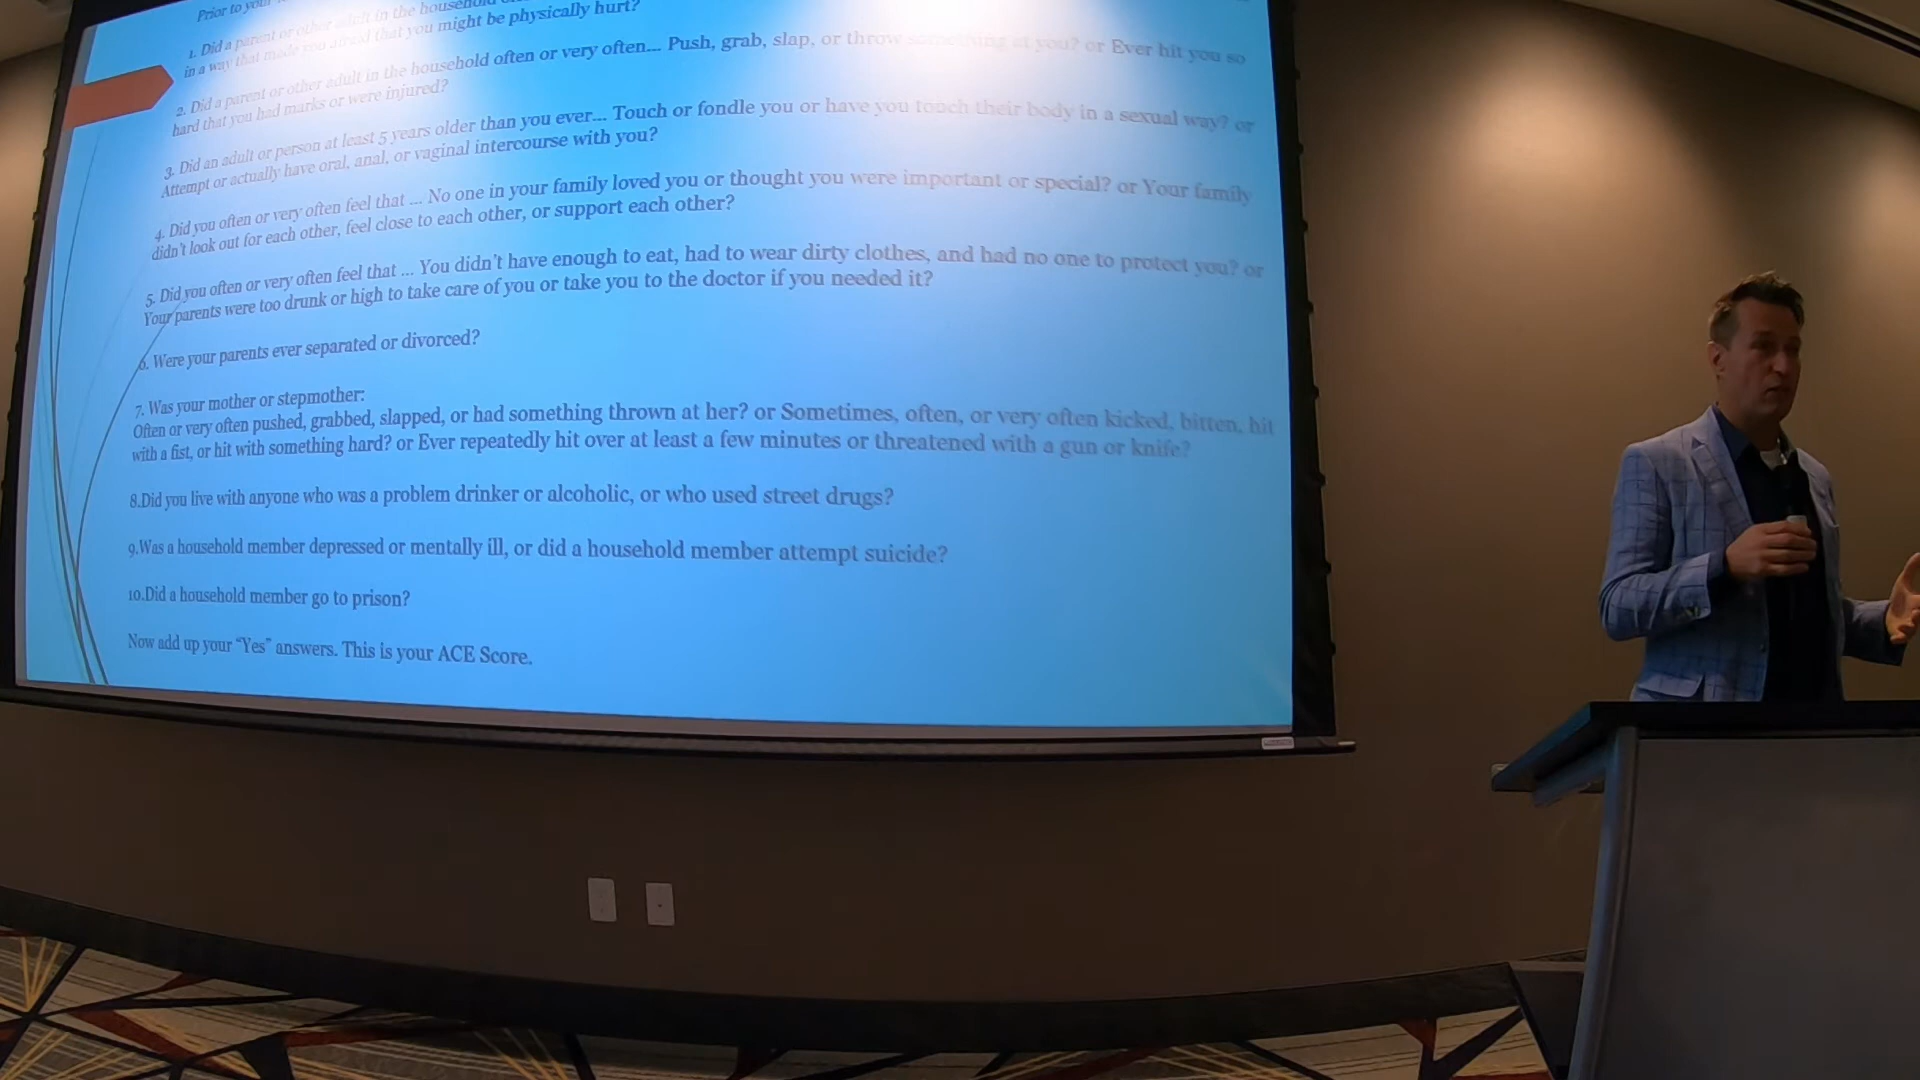 Prior to your
1. Did a parent or other adult in the household
in a way that made you afraid that you might be physically hurt?
2. Did a parent or other adult in the household often or very often... Push, grab, slap, or throw something at you? or Ever hit you so
hard that you had marks or were injured?
3. Did an adult or person at least 5 years older than you ever... Touch or fondle you or have you touch their body in a sexual way? or
Attempt or actually have oral, anal, or vaginal intercourse with you?
4. Did you often or very often feel that ... No one in your family loved you or thought you were important or special? or Your family
didn't look out for each other, feel close to each other, or support each other?
5. Did you often or very often feel that ... You didn't have enough to eat, had to wear dirty clothes, and had no one to protect you? or
Your parents were too drunk or high to take care of you or take you to the doctor if you needed it?
6. Were your parents ever separated or divorced?
7. Was your mother or stepmother:
Often or very often pushed, grabbed, slapped, or had something thrown at her? or Sometimes, often, or very often kicked, bitten, hit
with a fist, or hit with something hard? or Ever repeatedly hit over at least a few minutes or threatened with a gun or knife?
8.Did you live with anyone who was a problem drinker or alcoholic, or who used street drugs?
9.Was a household member depressed or mentally ill, or did a household member attempt suicide?
10.Did a household member go to prison?
Now add up your “Yes” answers. This is your ACE Score.